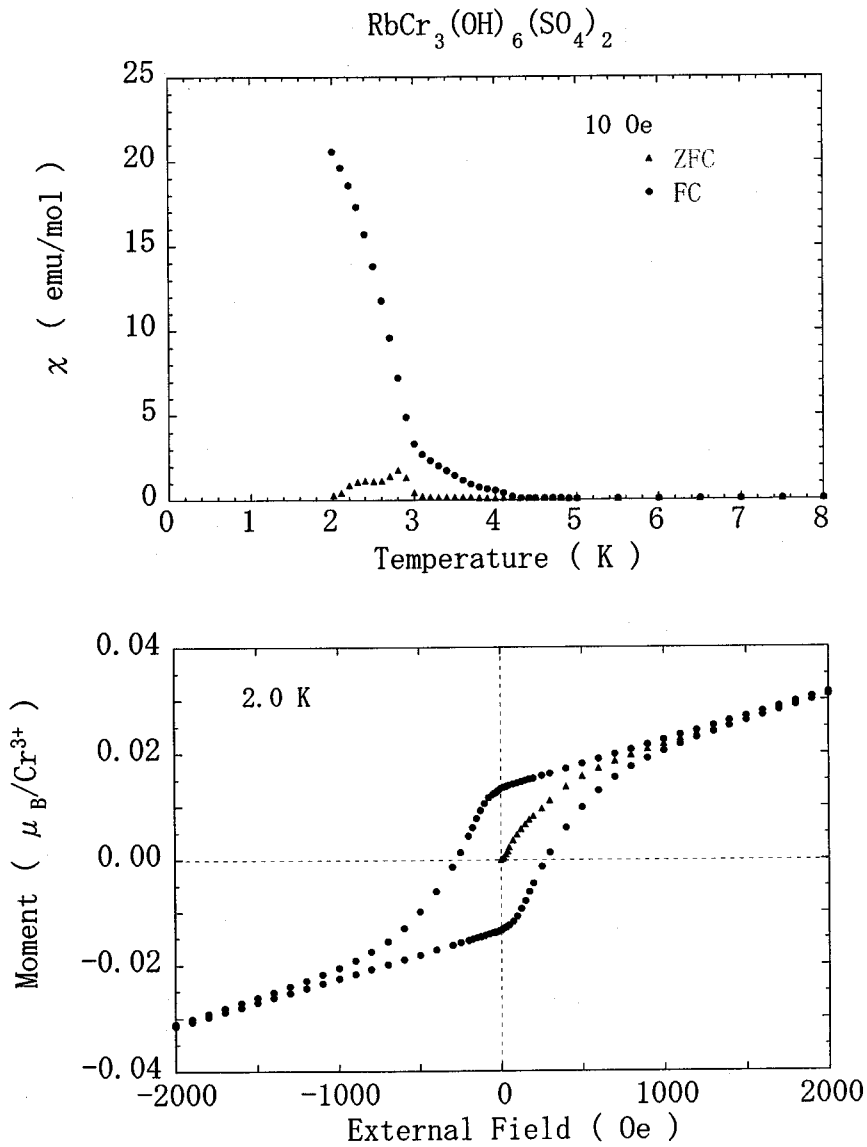 RbCr₃(OH)₆(SO₄)₂
25
20
15
10
5
0
χ ( emu/mol )
10 Oe
▲ ZFC
● FC
0 1 2 3 4 5 6 7 8
Temperature ( K )
0.04
0.02
0.00
-0.02
-0.04
Moment ( μ_B/Cr³⁺ )
2.0 K
-2000 -1000 0 1000 2000
External Field ( Oe )